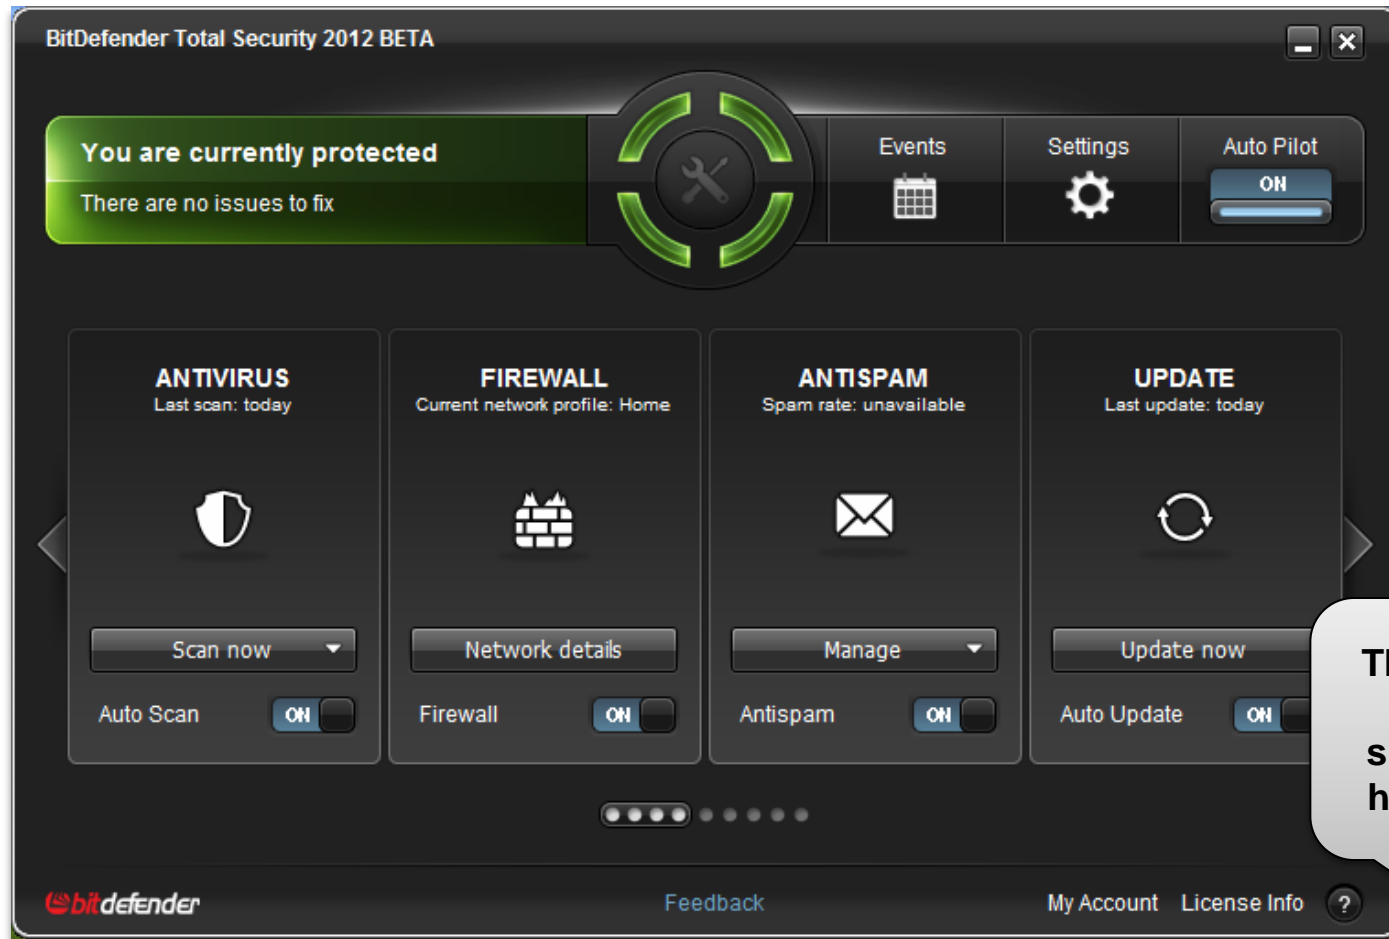 BitDefender Total Security 2012 BETA
You are currently protected
There are no issues to fix
Events
Settings
Auto Pilot
ON
ANTIVIRUS
Last scan: today
Scan now
Auto Scan
ON
FIREWALL
Current network profile: Home
Network details
Firewall
ON
ANTISPAM
Spam rate: unavailable
Manage
Antispam
ON
UPDATE
Last update: today
Update now
Auto Update
ON
bitdefender
Feedback
My Account
License Info
?